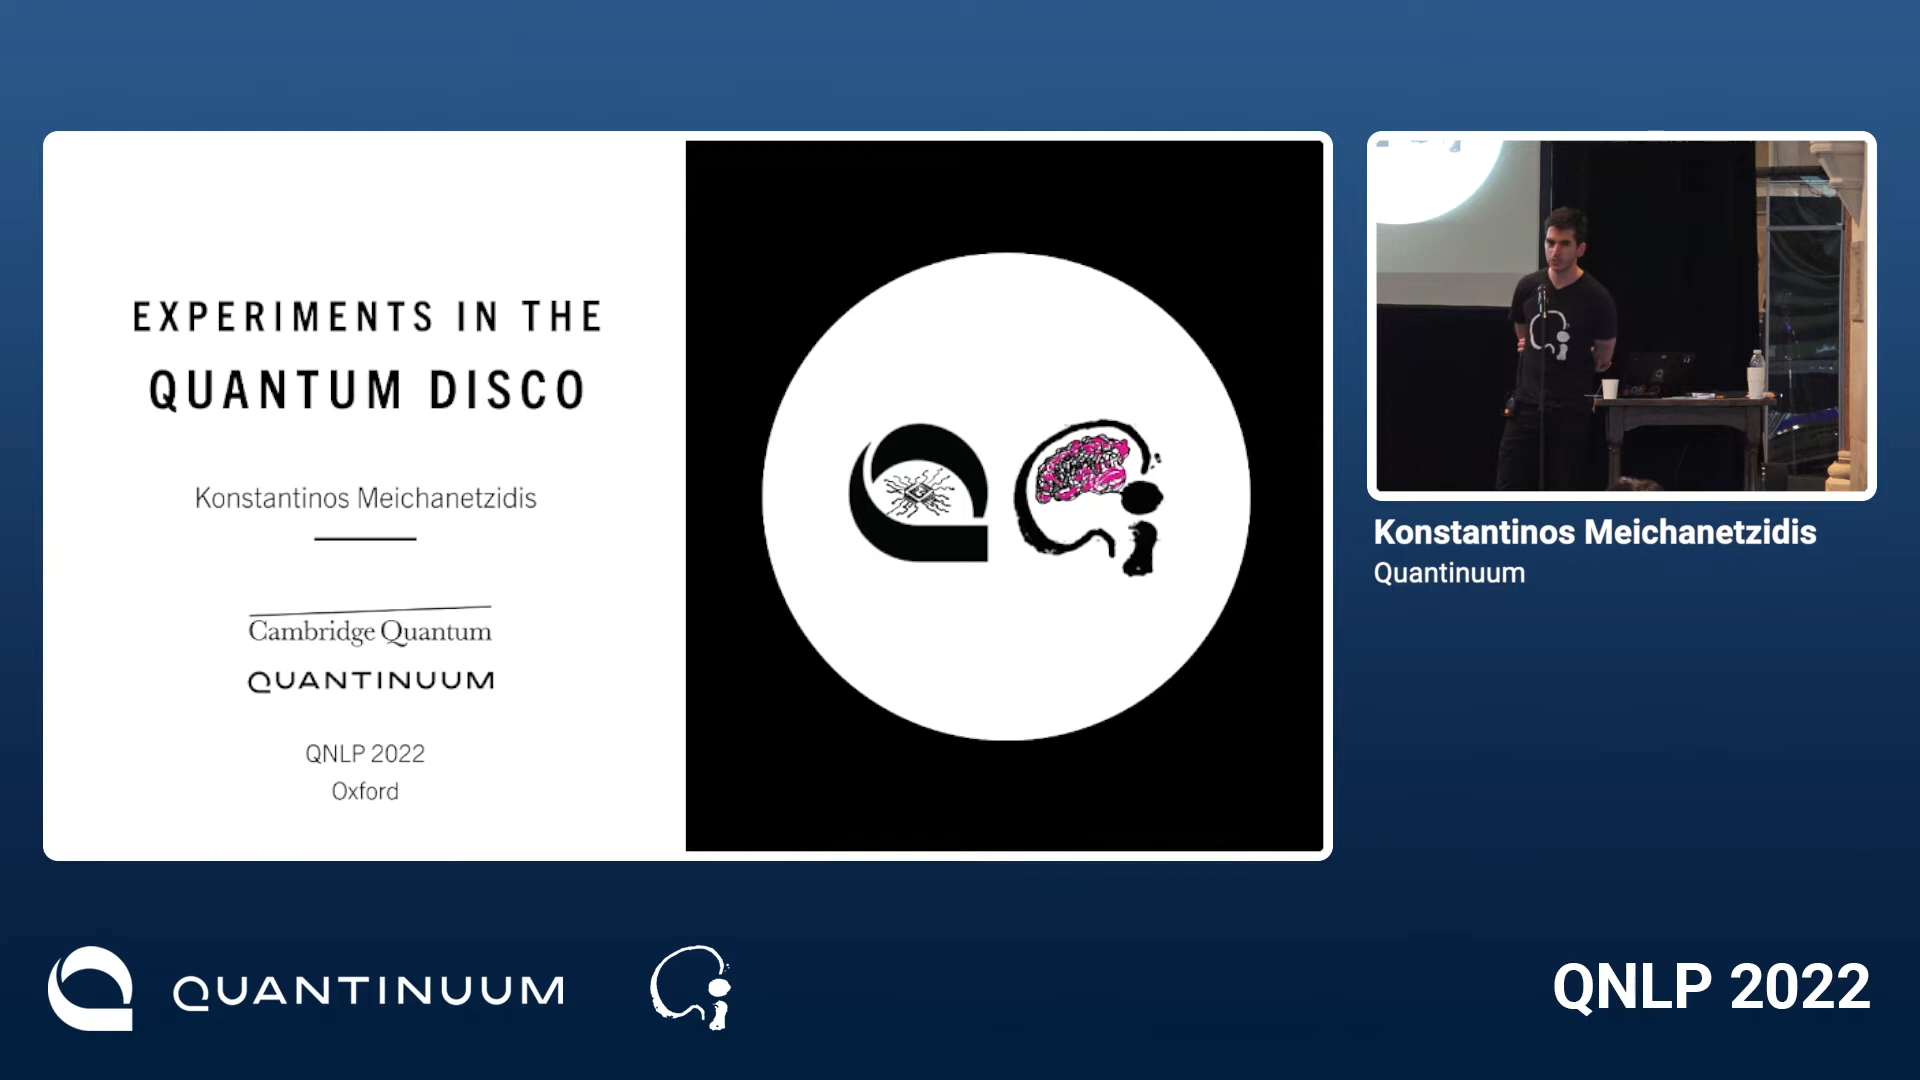 EXPERIMENTS IN THE
QUANTUM DISCO
Konstantinos Meichanetzidis
Cambridge Quantum
QUANTINUUM
QNLP 2022
Oxford
Konstantinos Meichanetzidis
Quantinuum
QUANTINUUM
QNLP 2022